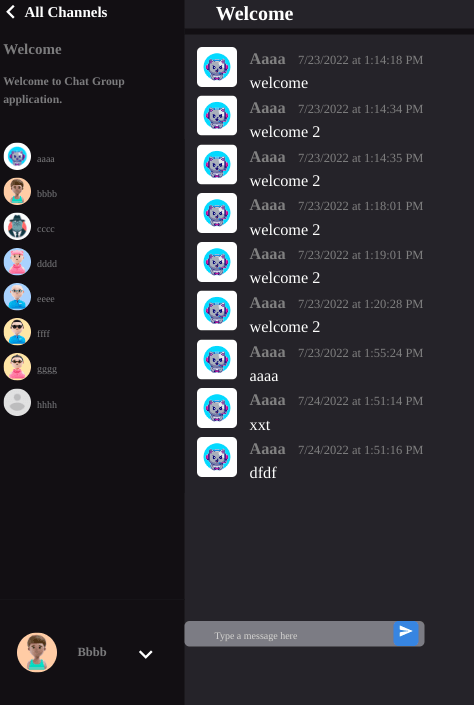 All Channels
Welcome
Welcome to Chat Group
application.
aaaa
bbbb
cccc
dddd
eeee
ffff
gggg
hhhh
Bbbb
Welcome
Aaaa 7/23/2022 at 1:14:18 PM
welcome
Aaaa 7/23/2022 at 1:14:34 PM
welcome 2
Aaaa 7/23/2022 at 1:14:35 PM
welcome 2
Aaaa 7/23/2022 at 1:18:01 PM
welcome 2
Aaaa 7/23/2022 at 1:19:01 PM
welcome 2
Aaaa 7/23/2022 at 1:20:28 PM
welcome 2
Aaaa 7/23/2022 at 1:55:24 PM
aaaa
Aaaa 7/24/2022 at 1:51:14 PM
xxt
Aaaa 7/24/2022 at 1:51:16 PM
dfdf
Type a message here